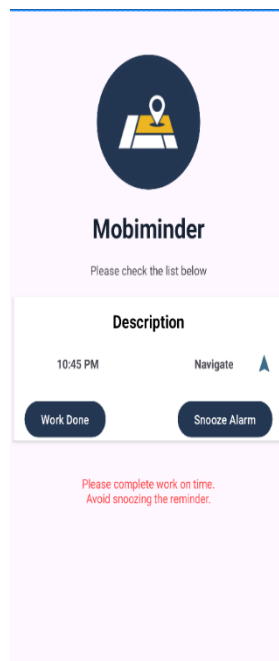 Mobiminder
Please check the list below
Description
10:45 PM Navigate
Work Done Snooze Alarm
Please complete work on time.
Avoid snoozing the reminder.